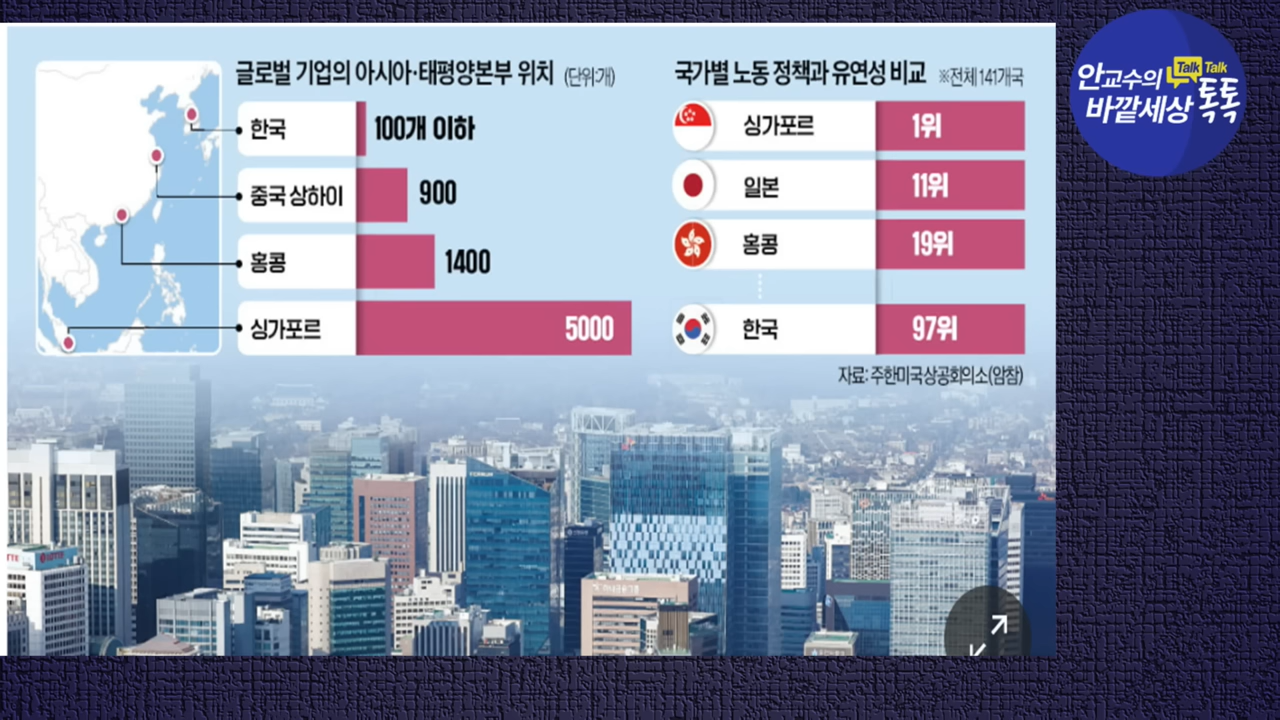 글로벌 기업의 아시아·태평양본부 위치 (단위:개)
한국 100개 이하
중국 상하이 900
홍콩 1400
싱가포르 5000
국가별 노동 정책과 유연성 비교 ※전체 141개국
싱가포르 1위
일본 11위
홍콩 19위
한국 97위
자료: 주한미국상공회의소(암참)
안교수의
바깥세상
Talk Talk
톡톡